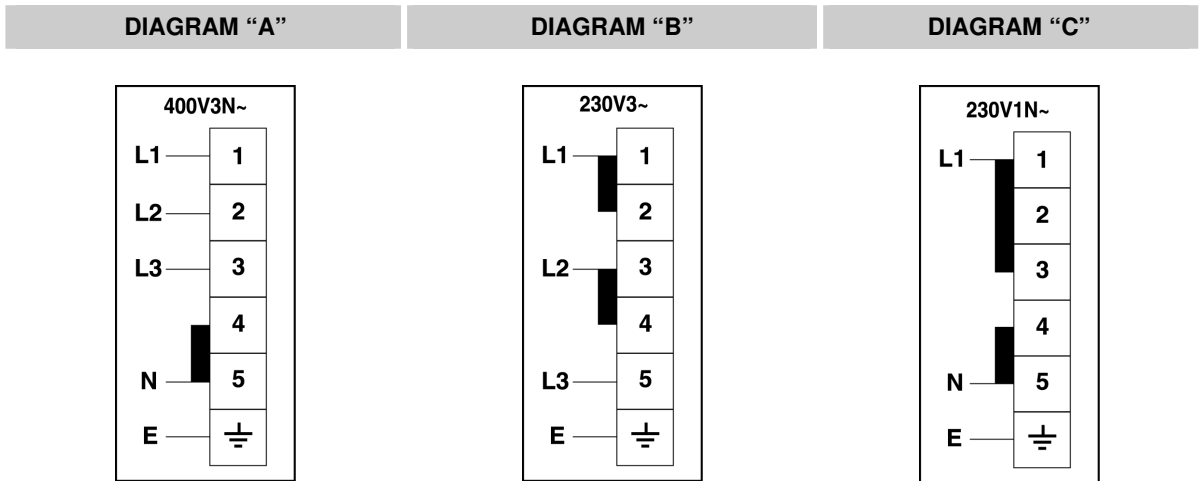 DIAGRAM “A”
DIAGRAM “B”
DIAGRAM “C”
400V3N~
L1 1
L2 2
L3 3
4
N 5
E
230V3~
L1 1
2
L2 3
4
L3 5
E
230V1N~
L1 1
2
3
4
N 5
E